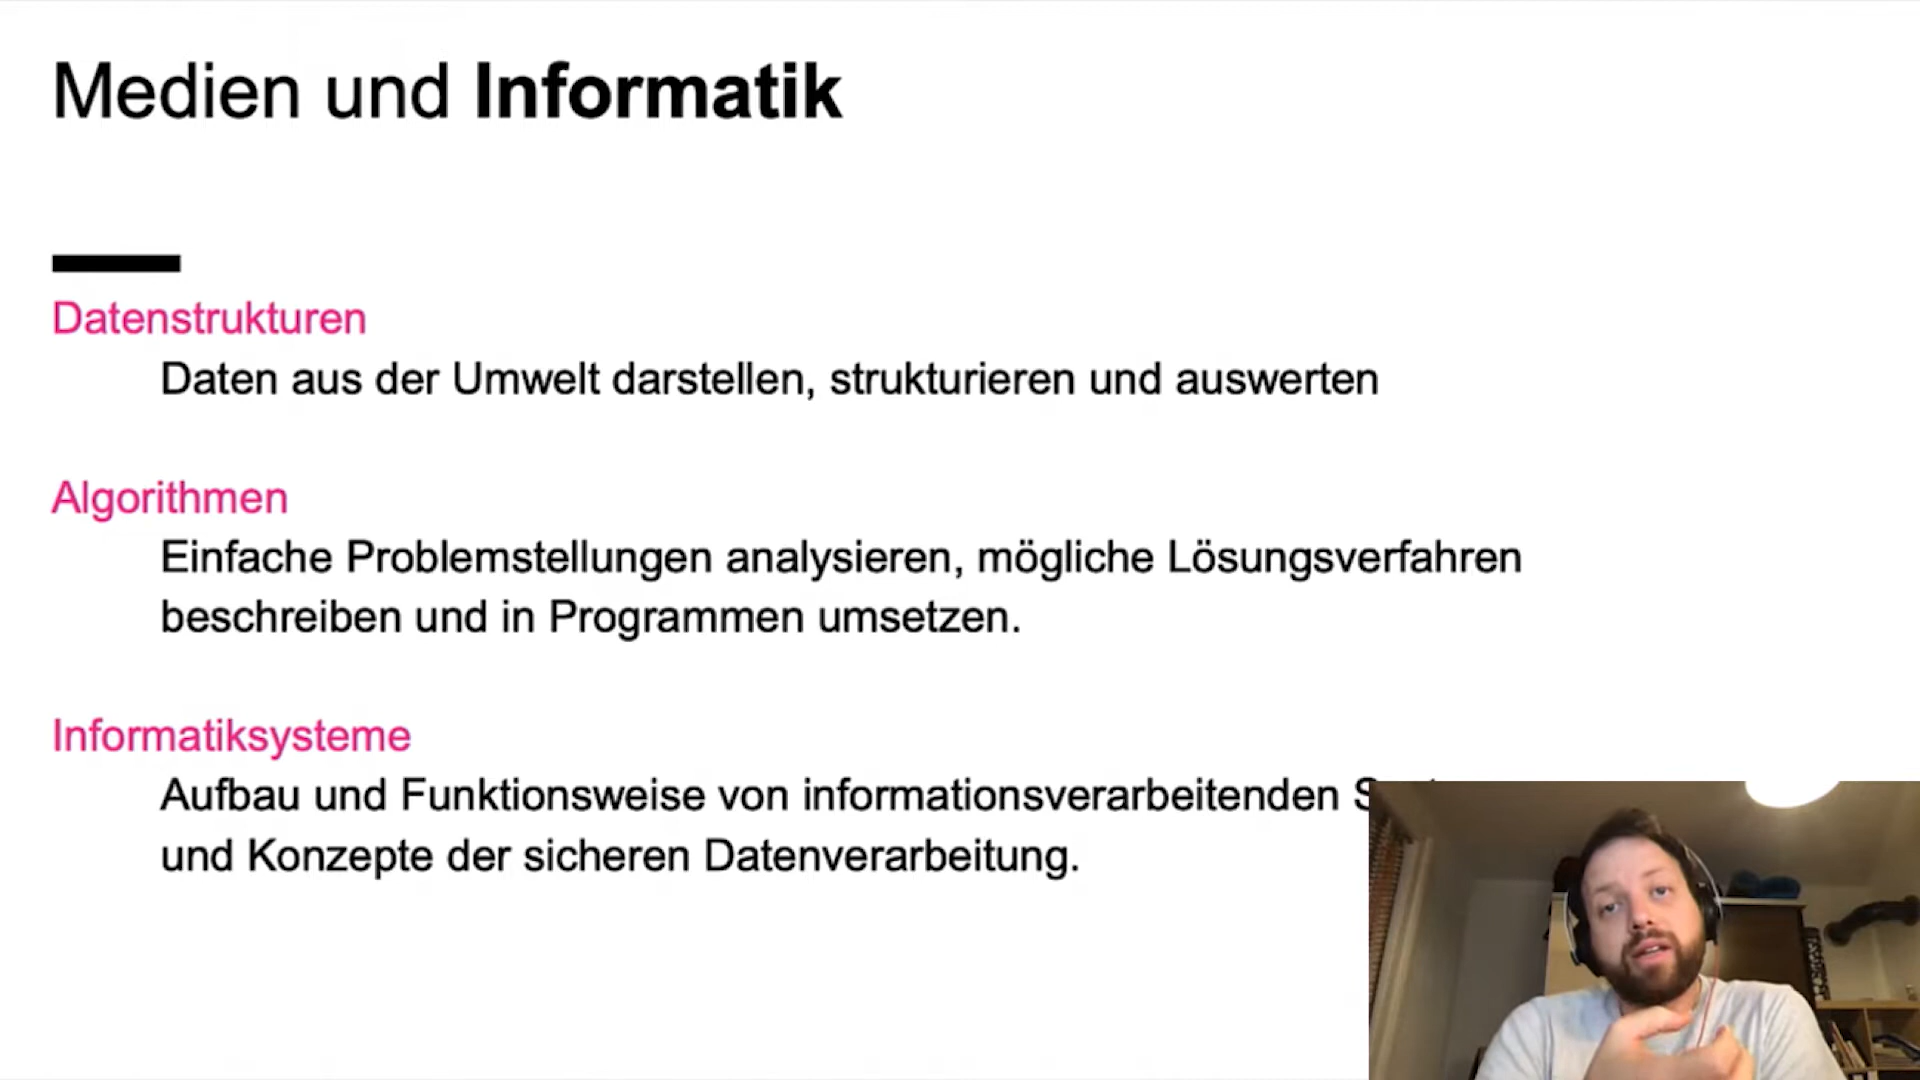 Medien und Informatik
Datenstrukturen
Daten aus der Umwelt darstellen, strukturieren und auswerten
Algorithmen
Einfache Problemstellungen analysieren, mögliche Lösungsverfahren
beschreiben und in Programmen umsetzen.
Informatiksysteme
Aufbau und Funktionsweise von informationsverarbeitenden
und Konzepte der sicheren Datenverarbeitung.